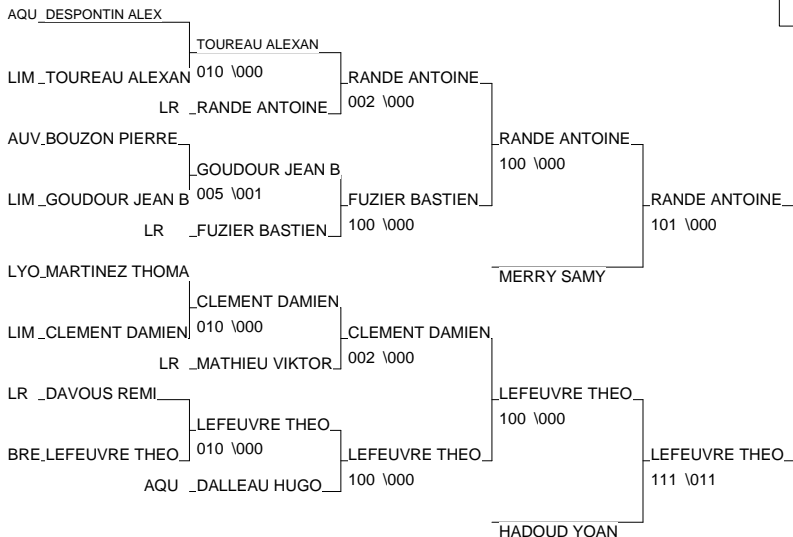 AQU DESPONTIN ALEX
TOUREAU ALEXAN
LIM TOUREAU ALEXAN 010 \000 RANDE ANTOINE
LR RANDE ANTOINE 002 \000
AUV BOUZON PIERRE RANDE ANTOINE
GOUDOUR JEAN B 100 \000
LIM GOUDOUR JEAN B 005 \001 FUZIER BASTIEN RANDE ANTOINE
LR FUZIER BASTIEN 100 \000 101 \000
LYO MARTINEZ THOMA MERRY SAMY
CLEMENT DAMIEN
LIM CLEMENT DAMIEN 010 \000 CLEMENT DAMIEN
LR MATHIEU VIKTOR 002 \000
LR DAVOUS REMI LEFEUVRE THEO
LEFEUVRE THEO 100 \000
BRE LEFEUVRE THEO 010 \000 LEFEUVRE THEO LEFEUVRE THEO
AQU DALLEAU HUGO 100 \000 111 \011
HADOUD YOAN